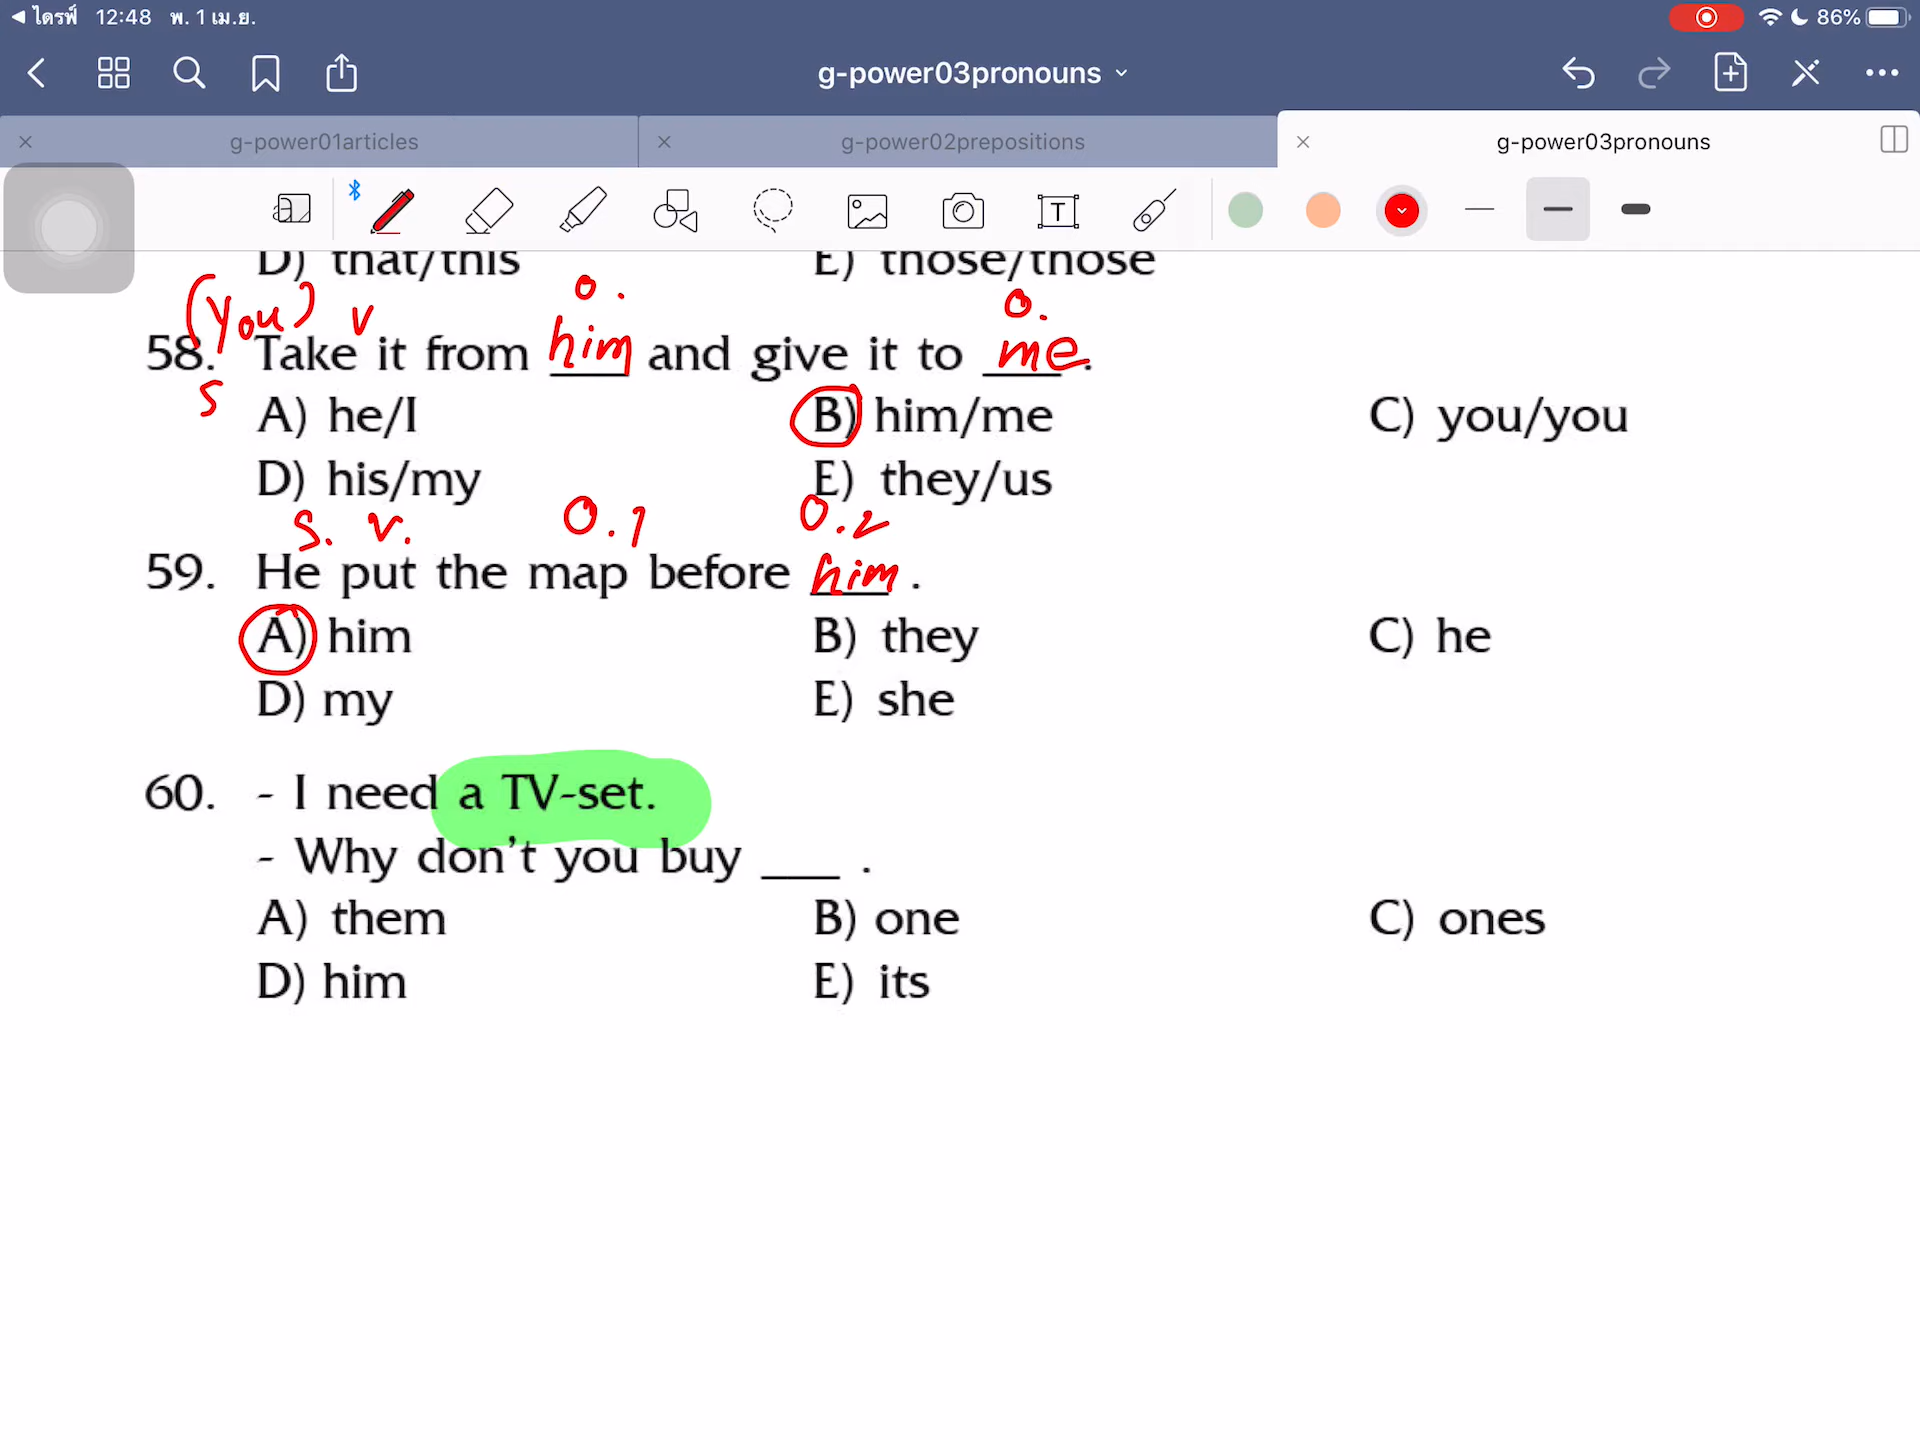 ไดรฟ์ 12:48 พ. 1 เม.ย. 86%
g-power03pronouns
g-power01articles g-power02prepositions g-power03pronouns
D) that/this E) those/those
(you) v o. o.
58. Take it from him and give it to me.
s
A) he/I B) him/me C) you/you
D) his/my E) they/us
s. v. O.1 O.2
59. He put the map before him .
A) him B) they C) he
D) my E) she
60. - I need a TV-set.
- Why don't you buy ___ .
A) them B) one C) ones
D) him E) its